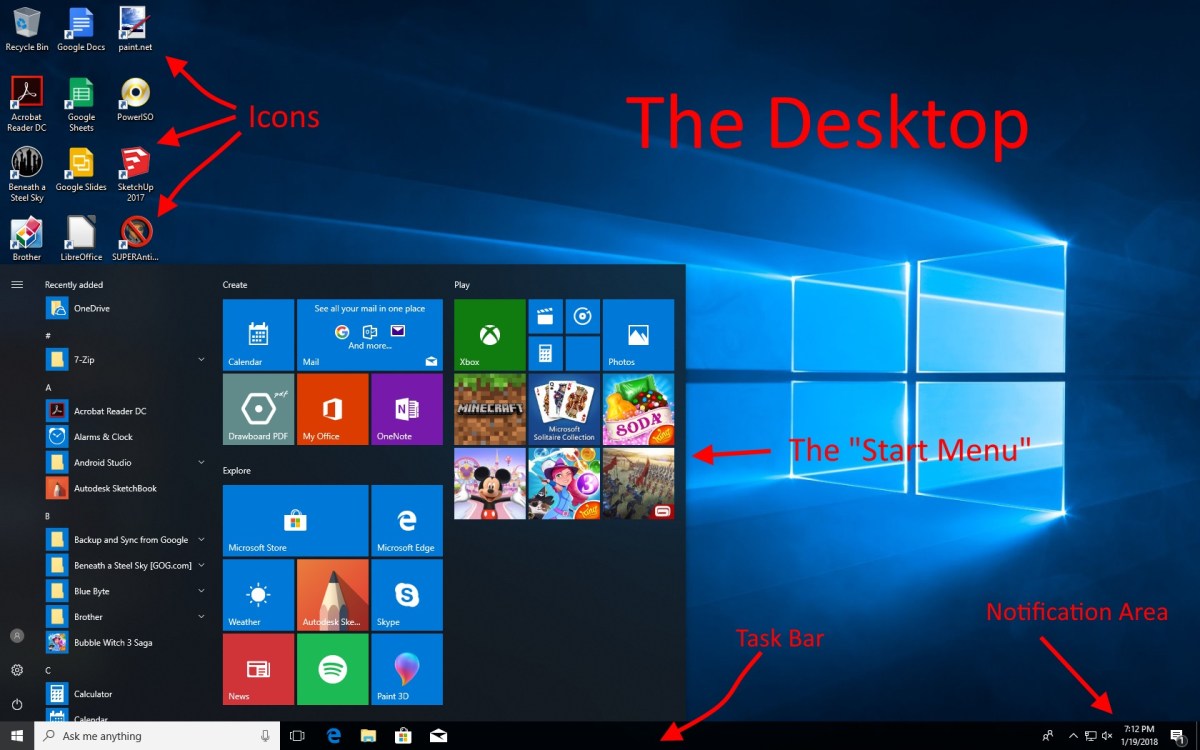 Recycle Bin
Google Docs
paint.net
Acrobat
Reader DC
Google
Sheets
PowerISO
Beneath a
Steel Sky
Google Slides
SketchUp
2017
Brother
LibreOffice
SUPERAnti...
Icons
The Desktop
Recently added
OneDrive
#
7-Zip
A
Acrobat Reader DC
Alarms & Clock
Android Studio
Autodesk SketchBook
B
Backup and Sync from Google
Beneath a Steel Sky [GOG.com]
Blue Byte
Brother
Bubble Witch 3 Saga
C
Calculator
Calendar
Create
Calendar
See all your mail in one place
And more...
Mail
Drawboard PDF
pdf
My Office
OneNote
Explore
Microsoft Store
Microsoft Edge
Weather
Autodesk Ske...
Skype
News
Paint 3D
Play
Xbox
Photos
MINECRAFT
Microsoft
Solitaire Collection
SODA
King
3
King
The "Start Menu"
Task Bar
Notification Area
Ask me anything
7:12 PM
1/19/2018
1